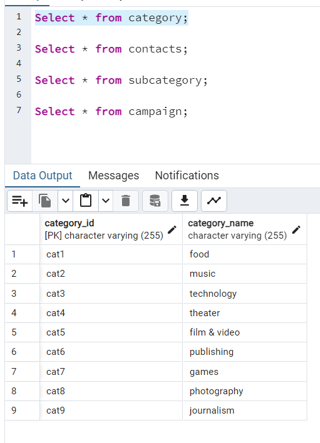 1 Select * from category;
2
3 Select * from contacts;
4
5 Select * from subcategory;
6
7 Select * from campaign;
Data Output Messages Notifications
category_id category_name
[PK] character varying (255) character varying (255)
1 cat1 food
2 cat2 music
3 cat3 technology
4 cat4 theater
5 cat5 film & video
6 cat6 publishing
7 cat7 games
8 cat8 photography
9 cat9 journalism